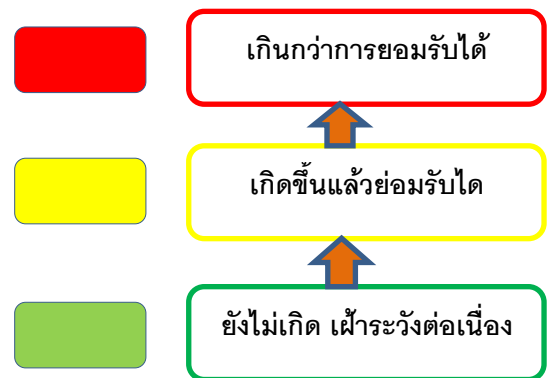 เกินกว่าการยอมรับได้
เกิดขึ้นแล้วย่อมรับได
ยังไม่เกิด เฝ้าระวังต่อเนื่อง